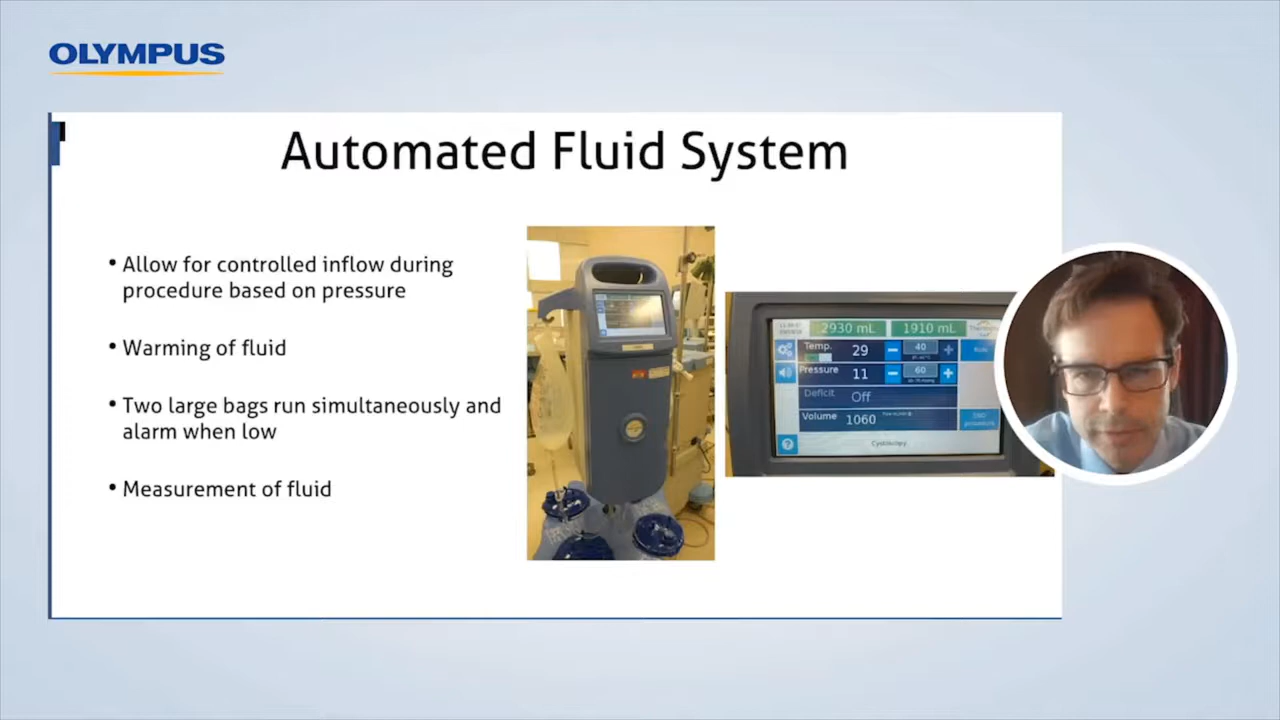 OLYMPUS
Automated Fluid System
• Allow for controlled inflow during
procedure based on pressure
• Warming of fluid
• Two large bags run simultaneously and
alarm when low
• Measurement of fluid
2930 mL 1910 mL
Temp. 29 40
Pressure 11 60
Deficit Off
Volume 1060
Cystoscopy